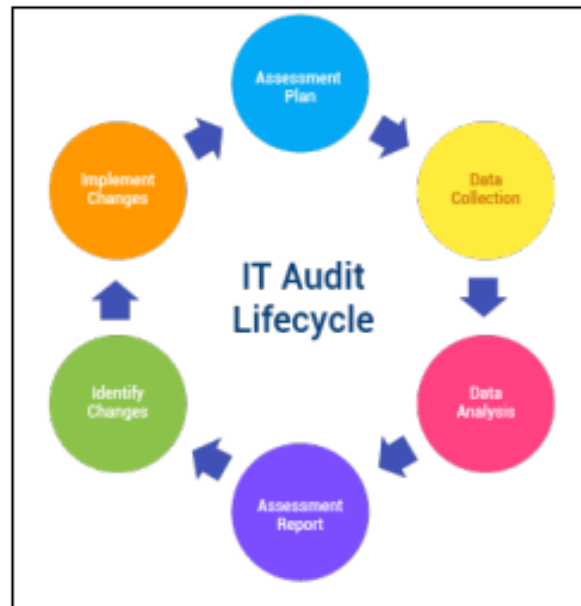 Assessment
Plan
Data
Collection
Data
Analysis
Assessment
Report
Identify
Changes
Implement
Changes
IT Audit
Lifecycle